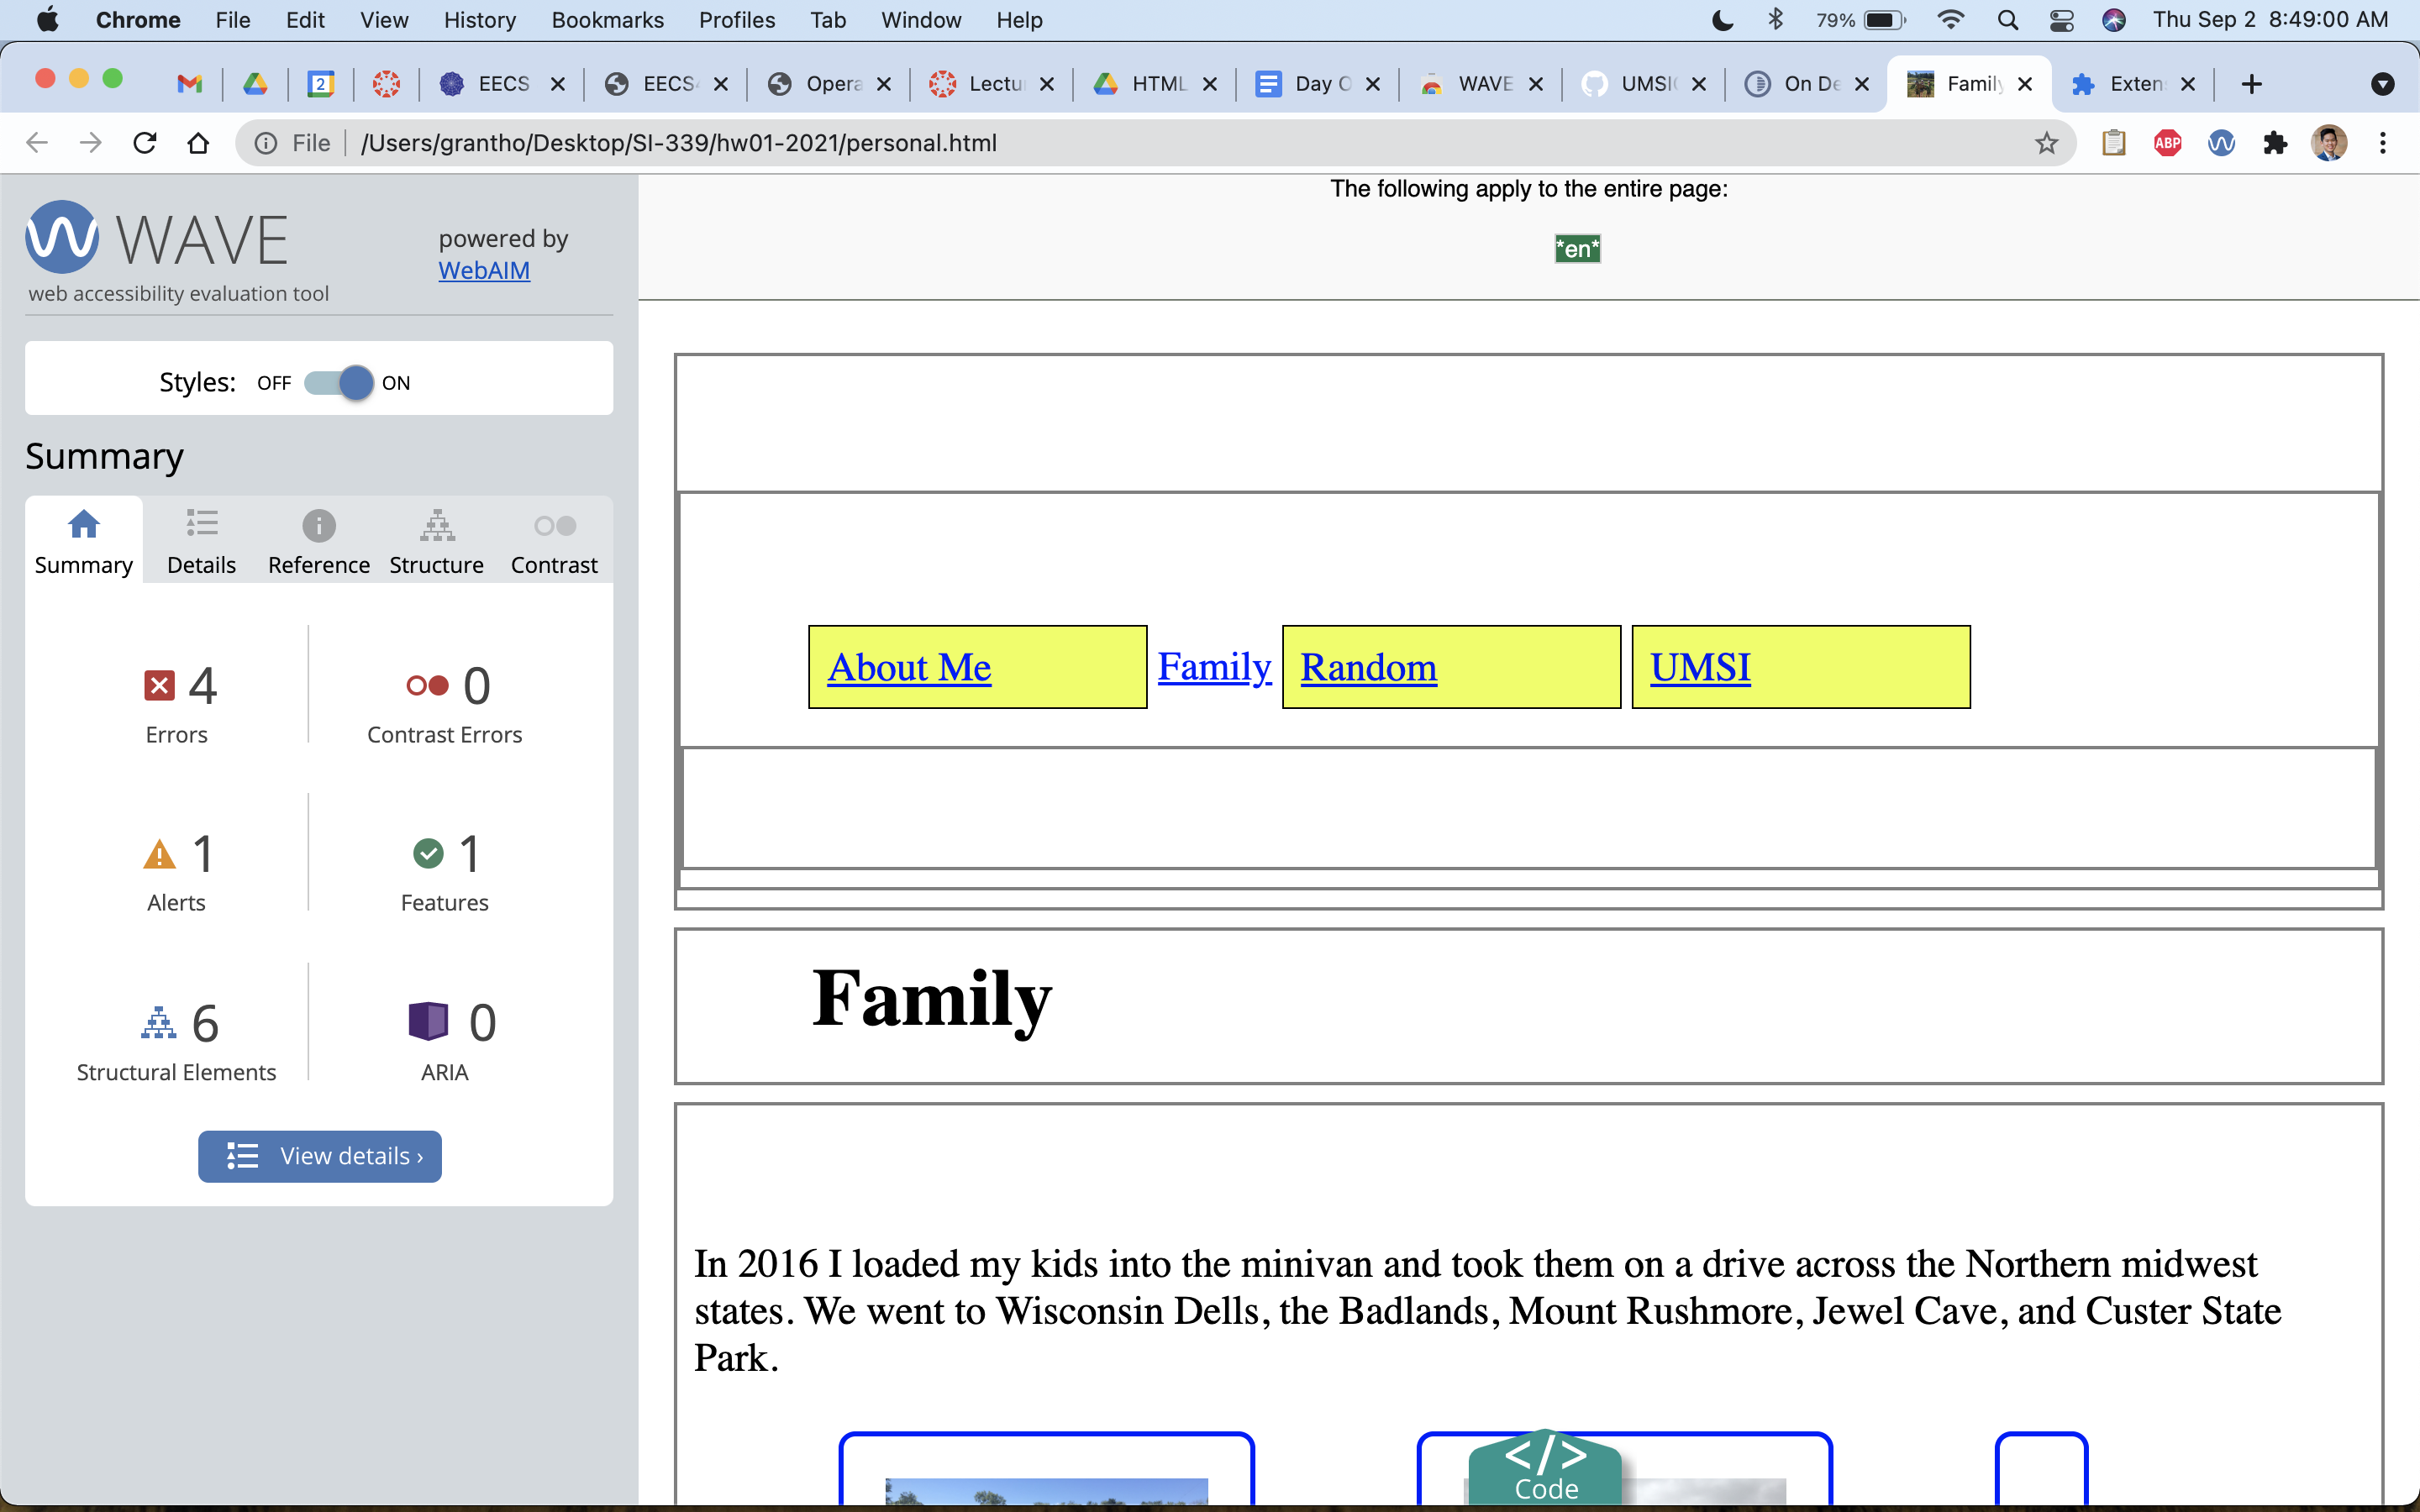 Chrome File Edit View History Bookmarks Profiles Tab Window Help 79% Thu Sep 2 8:49:00 AM
2 EECS EECS Opera Lectu HTML Day O WAVE UMSI On De Family Exten
File /Users/grantho/Desktop/SI-339/hw01-2021/personal.html ABP
WAVE
powered by
WebAIM
web accessibility evaluation tool
Styles: OFF ON
Summary
Summary Details Reference Structure Contrast
4 0
Errors Contrast Errors
1 1
Alerts Features
6 0
Structural Elements ARIA
View details ›
The following apply to the entire page:
*en*
About Me Family Random UMSI
Family
In 2016 I loaded my kids into the minivan and took them on a drive across the Northern midwest
states. We went to Wisconsin Dells, the Badlands, Mount Rushmore, Jewel Cave, and Custer State
Park.
</>
Code